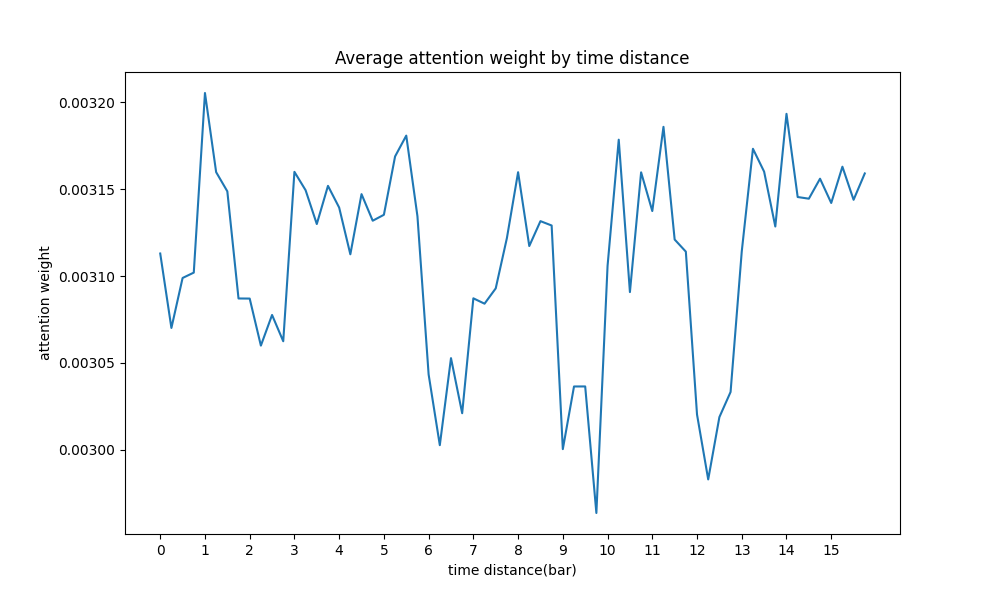 Average attention weight by time distance
0.00320
0.00315
0.00310
0.00305
0.00300
attention weight
0 1 2 3 4 5 6 7 8 9 10 11 12 13 14 15
time distance(bar)